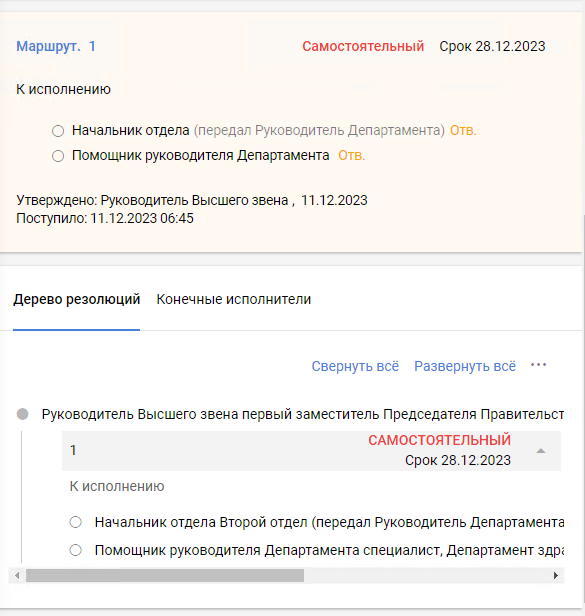 Маршрут. 1 Самостоятельный Срок 28.12.2023
К исполнению
Начальник отдела (передал Руководитель Департамента) Отв.
Помощник руководителя Департамента Отв.
Утверждено: Руководитель Высшего звена , 11.12.2023
Поступило: 11.12.2023 06:45
Дерево резолюций Конечные исполнители
Свернуть всё Развернуть всё ···
Руководитель Высшего звена первый заместитель Председателя Правительст
1 САМОСТОЯТЕЛЬНЫЙ
Срок 28.12.2023
К исполнению
Начальник отдела Второй отдел (передал Руководитель Департамента
Помощник руководителя Департамента специалист, Департамент здра